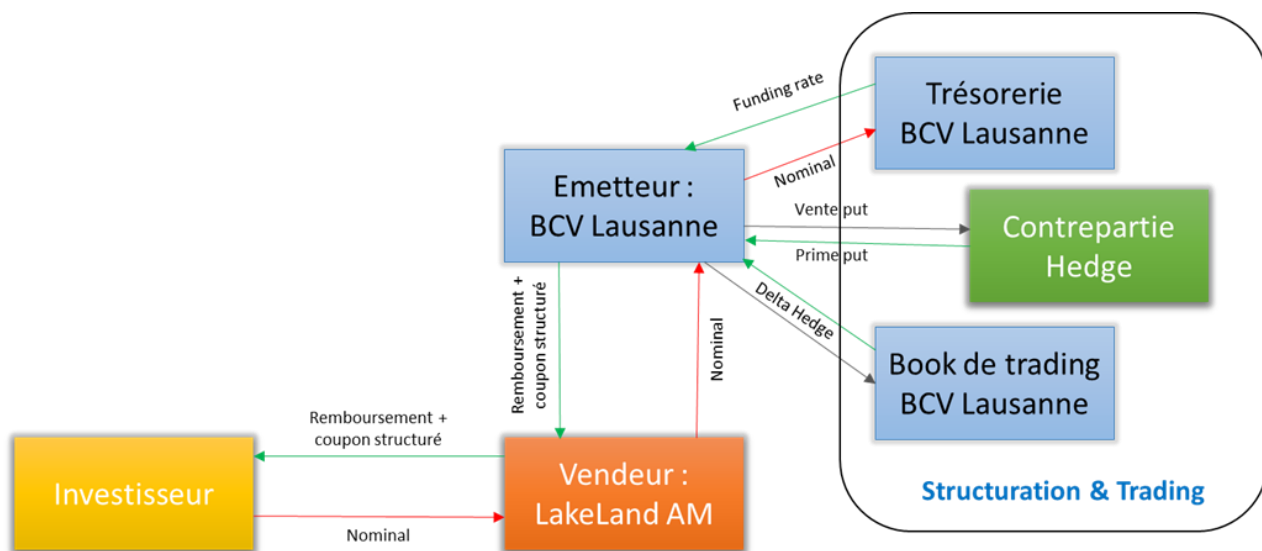 Funding rate
Trésorerie
BCV Lausanne
Nominal
Emetteur :
BCV Lausanne
Vente put
Prime put
Contrepartie
Hedge
Delta Hedge
Book de trading
BCV Lausanne
Remboursement +
coupon structuré
Nominal
Remboursement +
coupon structuré
Investisseur
Vendeur :
LakeLand AM
Nominal
Structuration & Trading